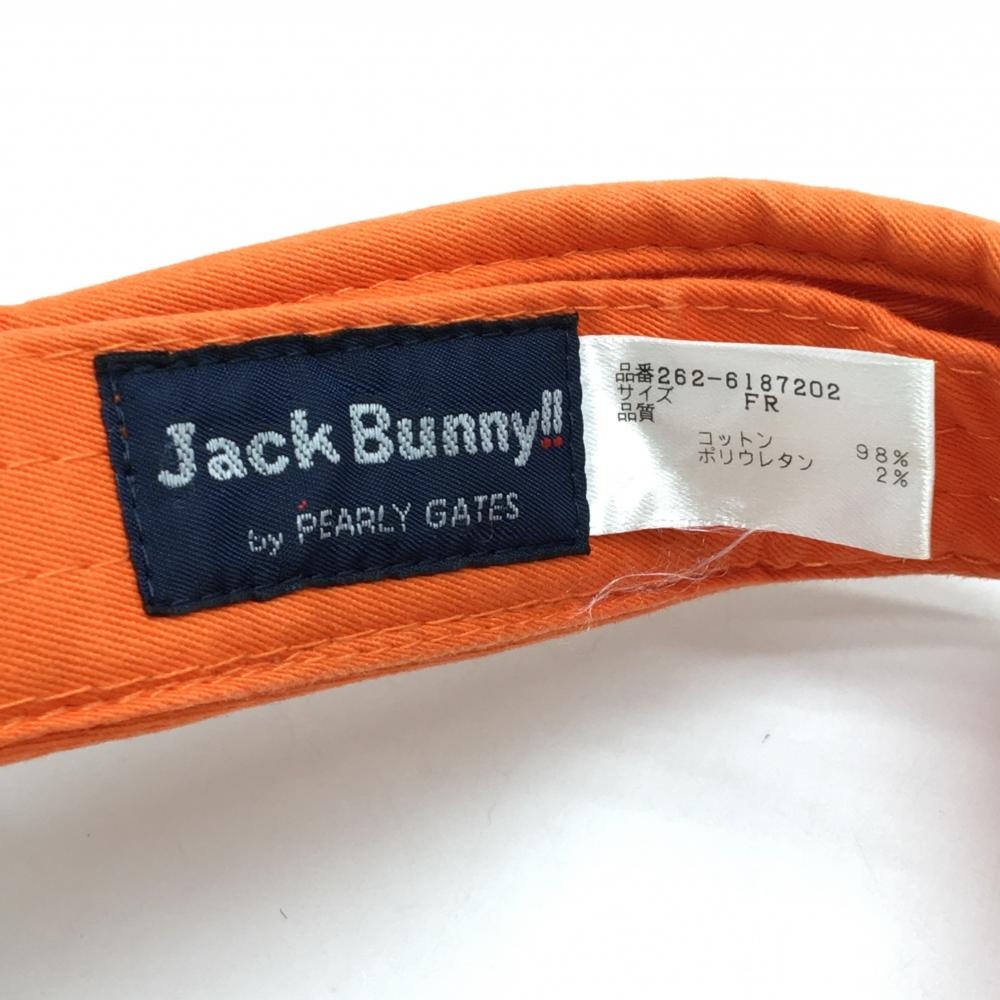 Jack Bunny!!
by PEARLY GATES
品番262-6187202
サイズ FR
品質
コットン 98%
ポリウレタン 2%